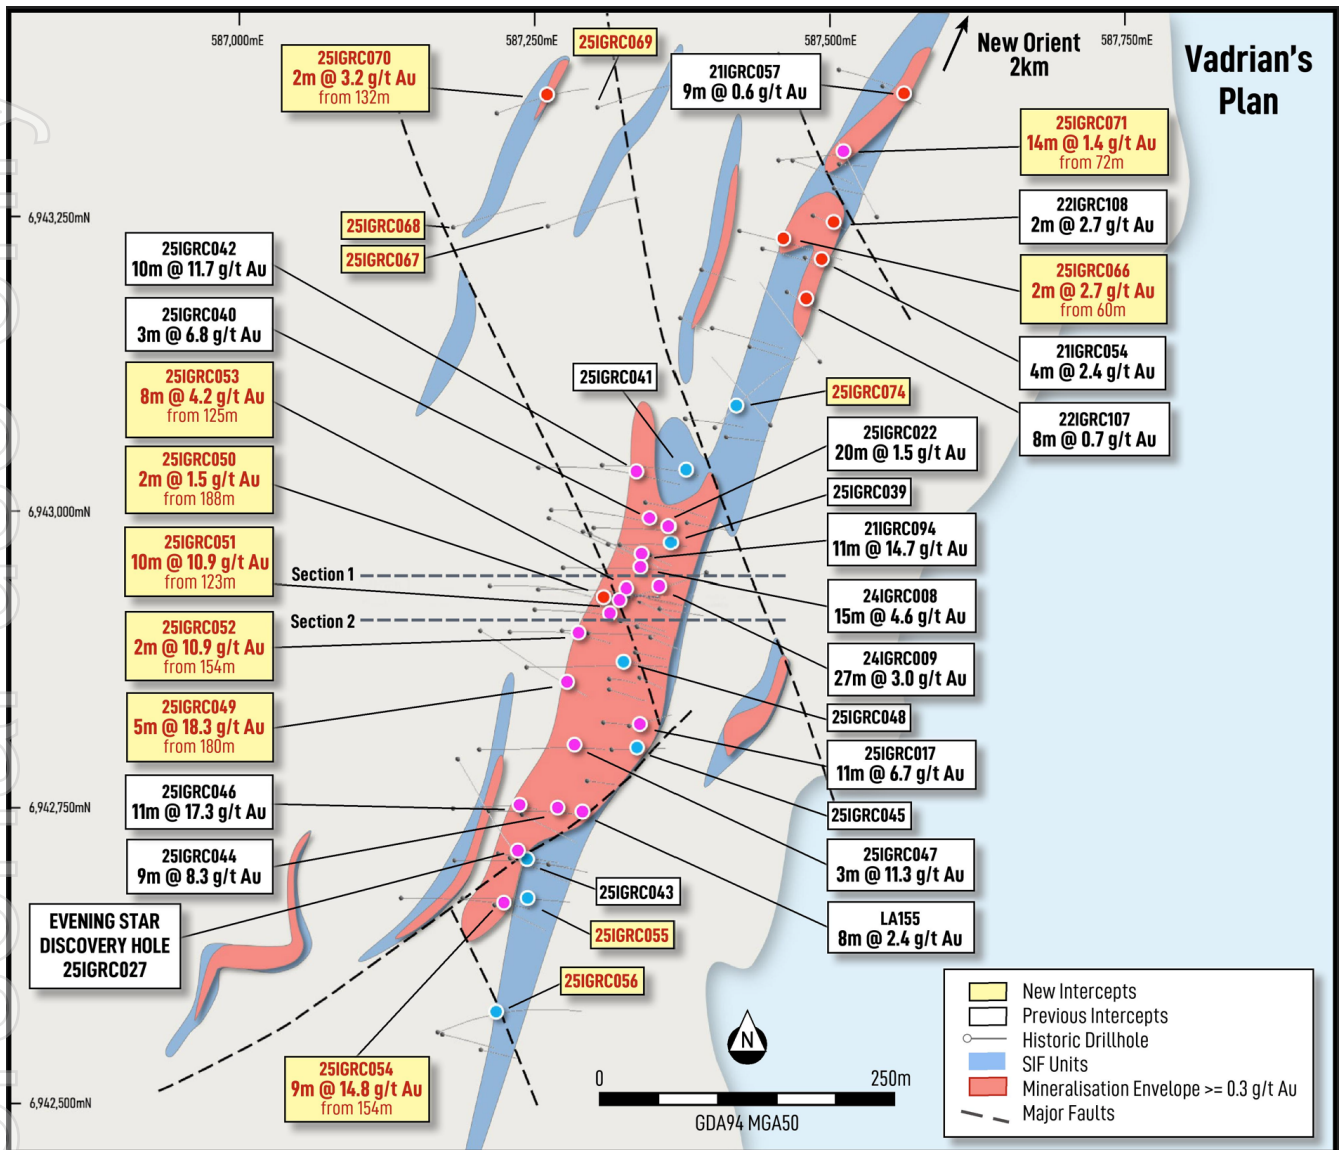 587,000mE
587,250mE
587,500mE
587,750mE
Vadrian's
Plan
New Orient
2km
25IGRC070
2m @ 3.2 g/t Au
from 132m
25IGRC069
21IGRC057
9m @ 0.6 g/t Au
25IGRC071
14m @ 1.4 g/t Au
from 72m
6,943,250mN
25IGRC068
25IGRC067
22IGRC108
2m @ 2.7 g/t Au
25IGRC042
10m @ 11.7 g/t Au
25IGRC066
2m @ 2.7 g/t Au
from 60m
25IGRC040
3m @ 6.8 g/t Au
21IGRC054
4m @ 2.4 g/t Au
25IGRC053
8m @ 4.2 g/t Au
from 125m
25IGRC041
25IGRC074
22IGRC107
8m @ 0.7 g/t Au
25IGRC022
20m @ 1.5 g/t Au
25IGRC050
2m @ 1.5 g/t Au
from 188m
25IGRC039
6,943,000mN
21IGRC094
11m @ 14.7 g/t Au
25IGRC051
10m @ 10.9 g/t Au
from 123m
Section 1
24IGRC008
15m @ 4.6 g/t Au
Section 2
25IGRC052
2m @ 10.9 g/t Au
from 154m
24IGRC009
27m @ 3.0 g/t Au
25IGRC049
5m @ 18.3 g/t Au
from 180m
25IGRC048
25IGRC017
11m @ 6.7 g/t Au
25IGRC046
11m @ 17.3 g/t Au
6,942,750mN
25IGRC045
25IGRC044
9m @ 8.3 g/t Au
25IGRC047
3m @ 11.3 g/t Au
25IGRC043
EVENING STAR
DISCOVERY HOLE
25IGRC027
LA155
8m @ 2.4 g/t Au
25IGRC055
25IGRC056
25IGRC054
9m @ 14.8 g/t Au
from 154m
6,942,500mN
N
0 250m
GDA94 MGA50
New Intercepts
Previous Intercepts
Historic Drillhole
SIF Units
Mineralisation Envelope >= 0.3 g/t Au
Major Faults